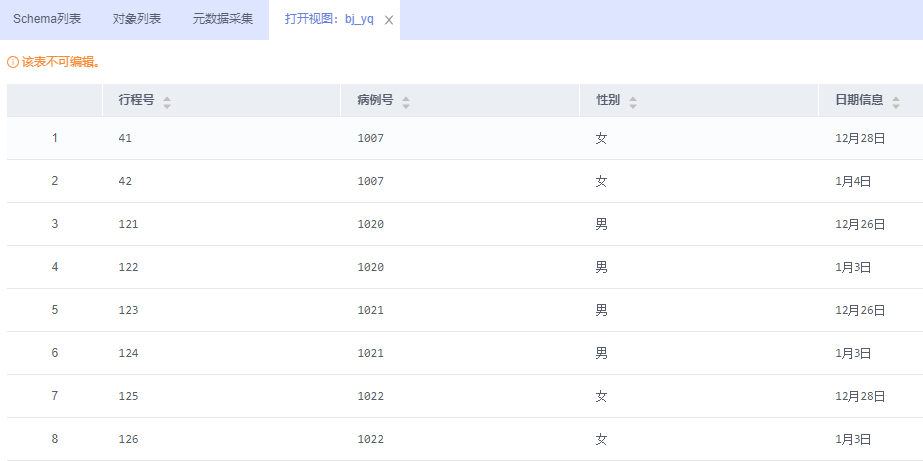 Schema列表 对象列表 元数据采集 打开视图：bj_yq
该表不可编辑。
行程号 病例号 性别 日期信息
1 41 1007 女 12月28日
2 42 1007 女 1月4日
3 121 1020 男 12月26日
4 122 1020 男 1月3日
5 123 1021 男 12月26日
6 124 1021 男 1月3日
7 125 1022 女 12月28日
8 126 1022 女 1月3日